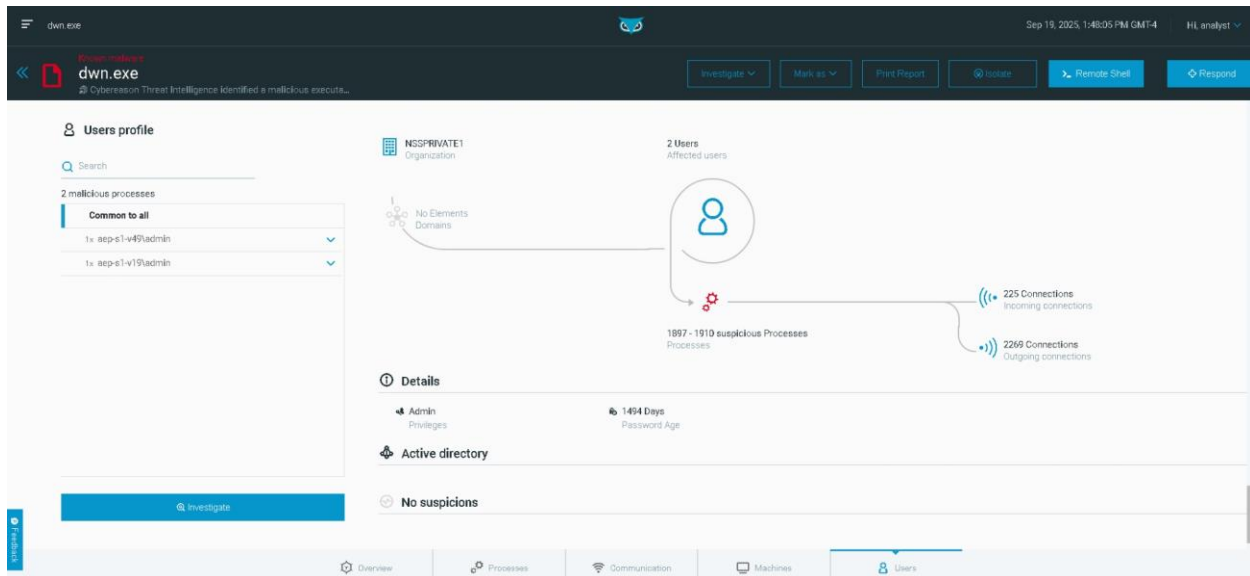 dwn.exe
Sep 19, 2025, 1:48:05 PM GMT-4
Hi, analyst
Known malware
dwn.exe
Cybereason Threat Intelligence identified a malicious executa...
Investigate
Mark as
Print Report
Isolate
Remote Shell
Respond
Users profile
Search
2 malicious processes
Common to all
1x aep-s1-v49\admin
1x aep-s1-v19\admin
Investigate
NSSPRIVATE1
Organization
No Elements
Domains
2 Users
Affected users
1897 - 1910 suspicious Processes
Processes
225 Connections
Incoming connections
2269 Connections
Outgoing connections
Details
Admin
Privileges
1494 Days
Password Age
Active directory
No suspicions
Feedback
Overview
Processes
Communication
Machines
Users